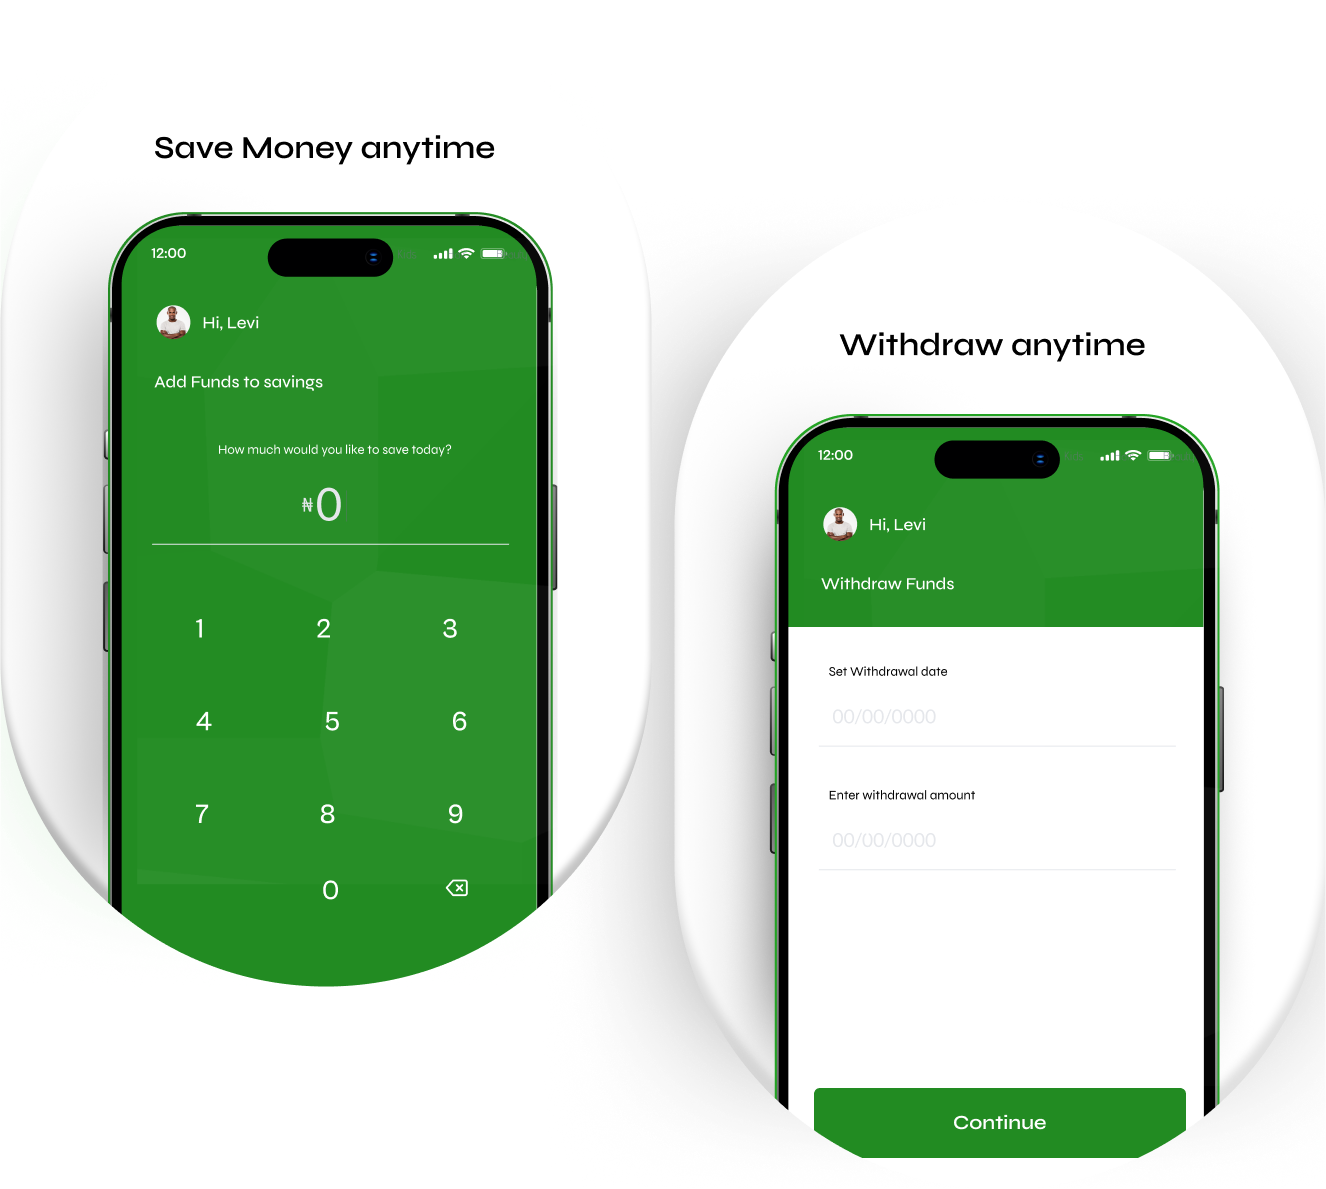 Save Money anytime
12:00
Hi, Levi
Add Funds to savings
How much would you like to save today?
₦0
1 2 3
4 5 6
7 8 9
0
Withdraw anytime
12:00
Hi, Levi
Withdraw Funds
Set Withdrawal date
00/00/0000
Enter withdrawal amount
00/00/0000
Continue